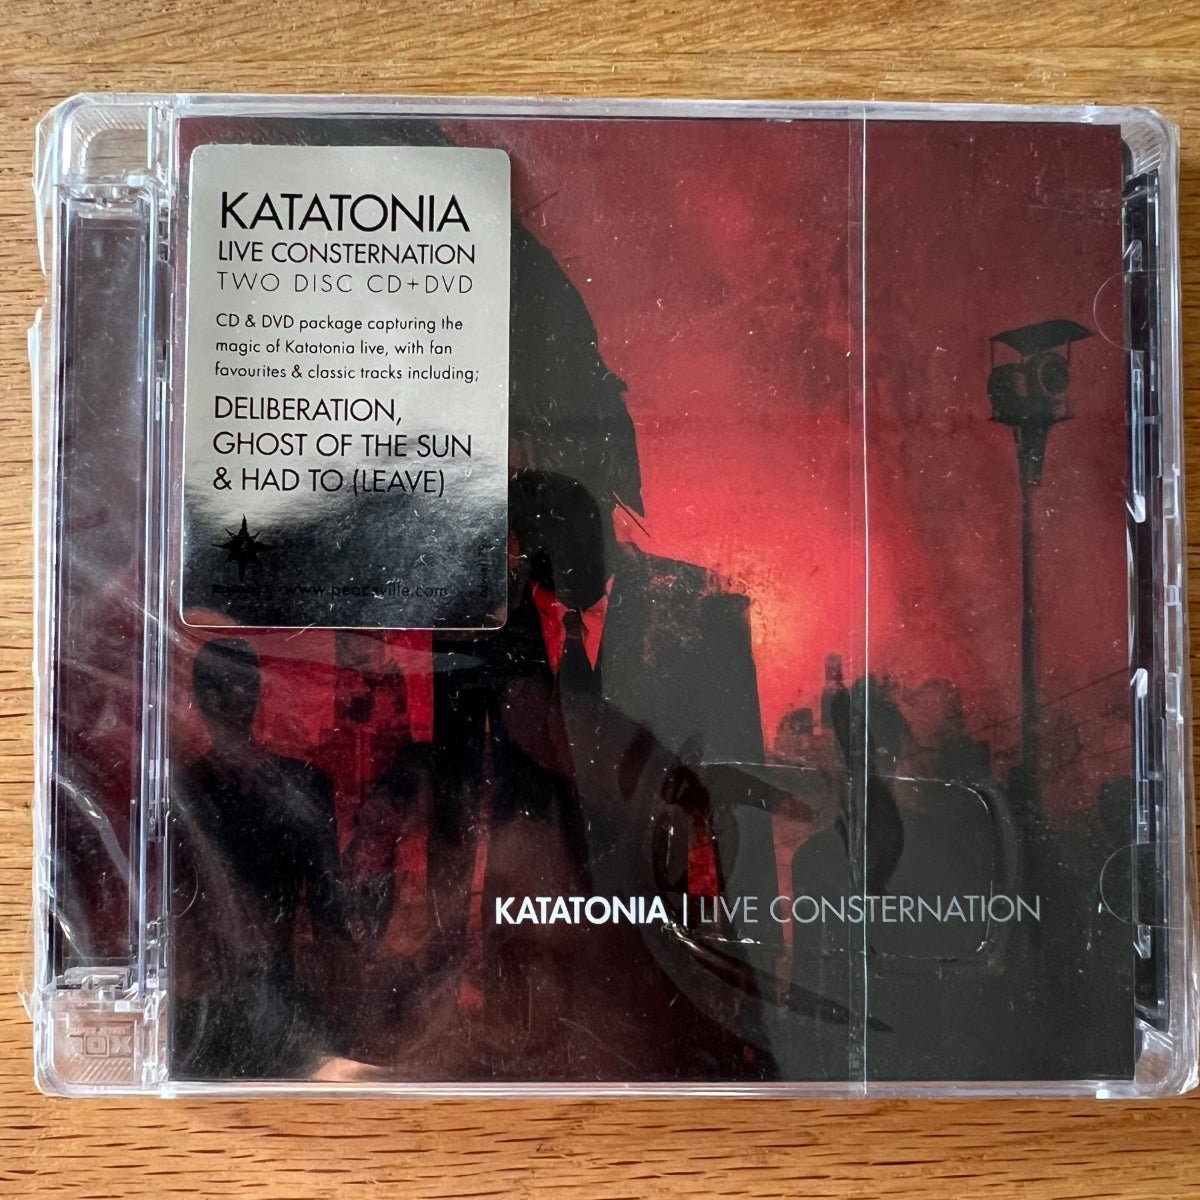 KATATONIA
LIVE CONSTERNATION
TWO DISC CD+DVD
CD & DVD package capturing the
magic of Katatonia live, with fan
favourites & classic tracks including;
DELIBERATION,
GHOST OF THE SUN
& HAD TO (LEAVE)
www.peaceville.com
KATATONIA | LIVE CONSTERNATION